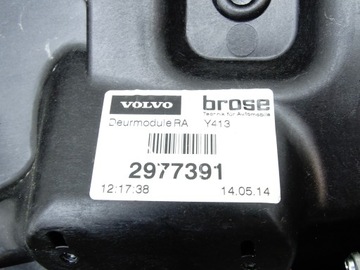 VOLVO brose
Technik für Automobile
Deurmodule RA Y413
2977391
12:17:38 14.05.14